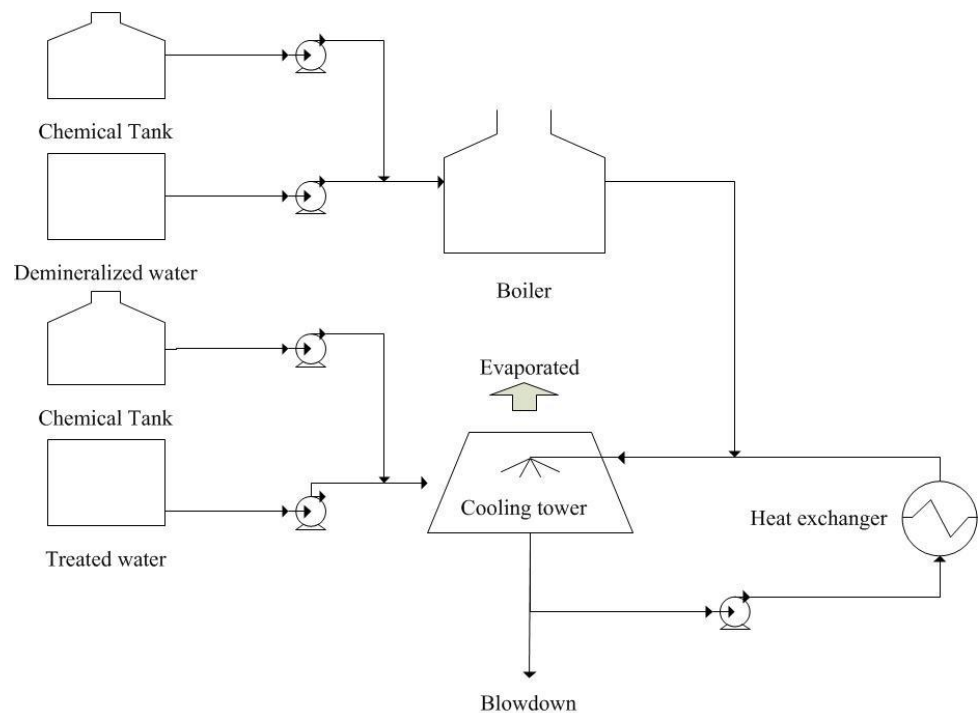 Chemical Tank
Demineralized water
Boiler
Evaporated
Chemical Tank
Cooling tower
Heat exchanger
Treated water
Blowdown